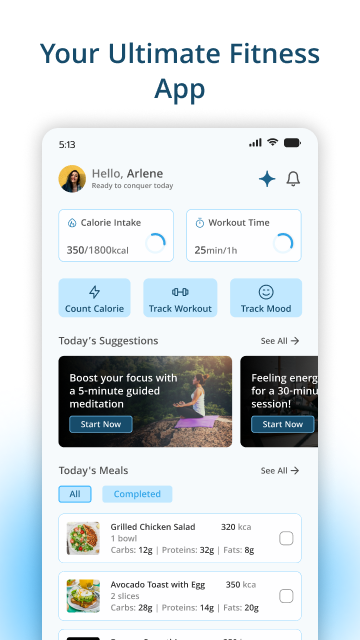 Your Ultimate Fitness
App
5:13
Hello, Arlene
Ready to conquer today
Calorie Intake
350/1800kcal
Workout Time
25min/1h
Count Calorie
Track Workout
Track Mood
Today's Suggestions
See All
Boost your focus with
a 5-minute guided
meditation
Start Now
Feeling energ
for a 30-minu
session!
Start Now
Today's Meals
See All
All
Completed
Grilled Chicken Salad 320 kca
1 bowl
Carbs: 12g | Proteins: 32g | Fats: 8g
Avocado Toast with Egg 350 kca
2 slices
Carbs: 28g | Proteins: 14g | Fats: 20g